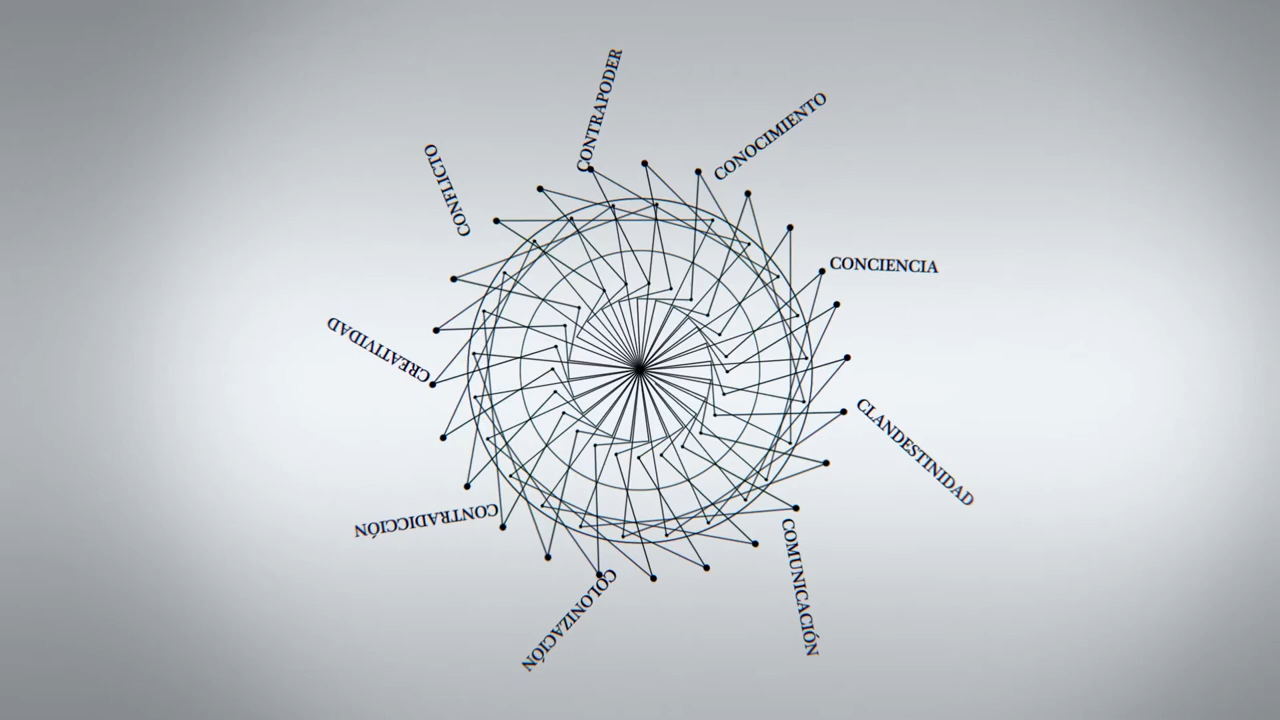 CONTRAPODER
CONOCIMIENTO
CONCIENCIA
CLANDESTINIDAD
COMUNICACIÓN
COLONIZACIÓN
CONTRADICCIÓN
CREATIVIDAD
CONFLICTO